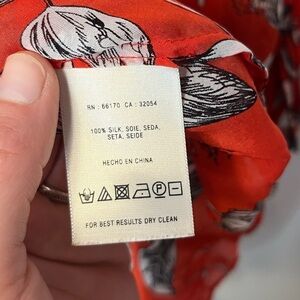 RN : 66170 CA : 32054
100% SILK, SOIE, SEDA,
SETA, SEIDE
HECHO EN CHINA
FOR BEST RESULTS DRY CLEAN